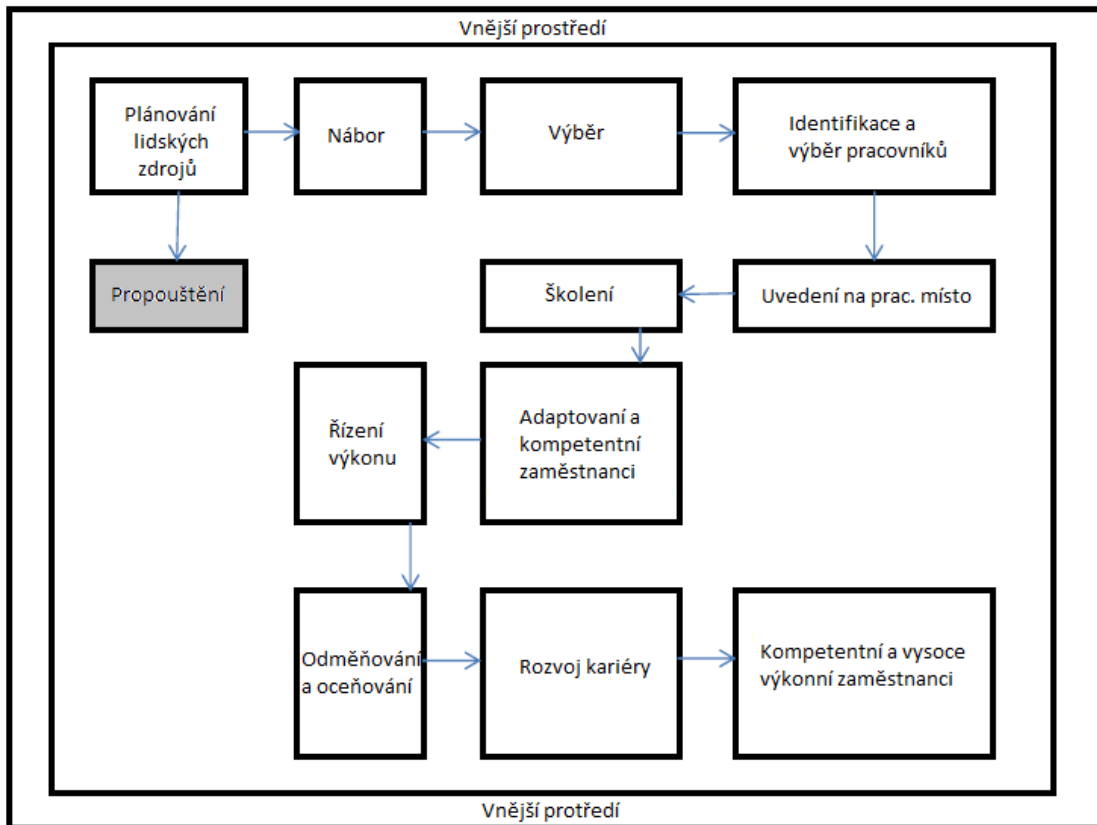 Vnější prostředí
Plánování
lidských
zdrojů
Nábor
Výběr
Identifikace a
výběr pracovníků
Propouštění
Školení
Uvedení na prac. místo
Řízení
výkonu
Adaptovaní a
kompetentní
zaměstnanci
Odměňování
a oceňování
Rozvoj kariéry
Kompetentní a vysoce
výkonní zaměstnanci
Vnější protředí